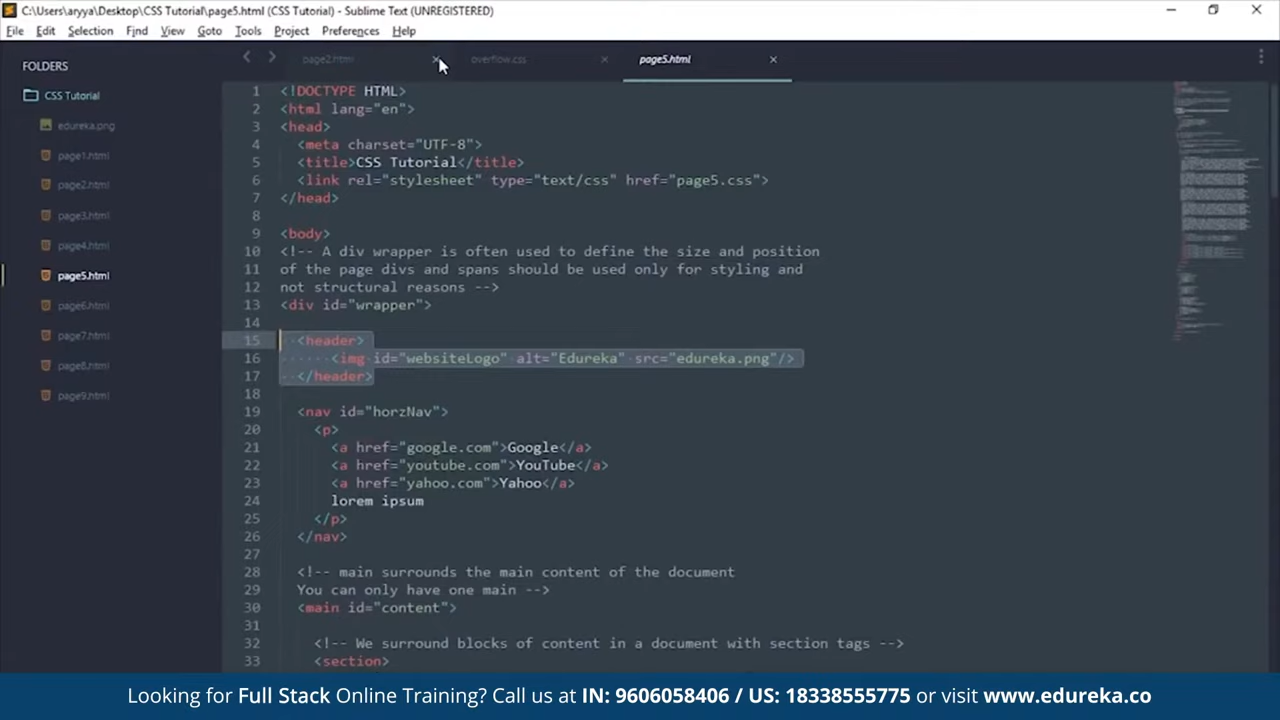 C:\Users\aryya\Desktop\CSS Tutorial\page5.html (CSS Tutorial) - Sublime Text (UNREGISTERED)
File Edit Selection Find View Goto Tools Project Preferences Help
FOLDERS
CSS Tutorial
edureka.png
page1.html
page2.html
page3.html
page4.html
page5.html
page6.html
page7.html
page8.html
page9.html
page2.html overflow.css page5.html
1 <!DOCTYPE HTML>
2 <html lang="en">
3 <head>
4 <meta charset="UTF-8">
5 <title>CSS Tutorial</title>
6 <link rel="stylesheet" type="text/css" href="page5.css">
7 </head>
8
9 <body>
10 <!-- A div wrapper is often used to define the size and position
11 of the page divs and spans should be used only for styling and
12 not structural reasons -->
13 <div id="wrapper">
14
15 <header>
16 <img id="websiteLogo" alt="Edureka" src="edureka.png"/>
17 </header>
18
19 <nav id="horzNav">
20 <p>
21 <a href="google.com">Google</a>
22 <a href="youtube.com">YouTube</a>
23 <a href="yahoo.com">Yahoo</a>
24 lorem ipsum
25 </p>
26 </nav>
27
28 <!-- main surrounds the main content of the document
29 You can only have one main -->
30 <main id="content">
31
32 <!-- We surround blocks of content in a document with section tags -->
33 <section>
Looking for Full Stack Online Training? Call us at IN: 9606058406 / US: 18338555775 or visit www.edureka.co